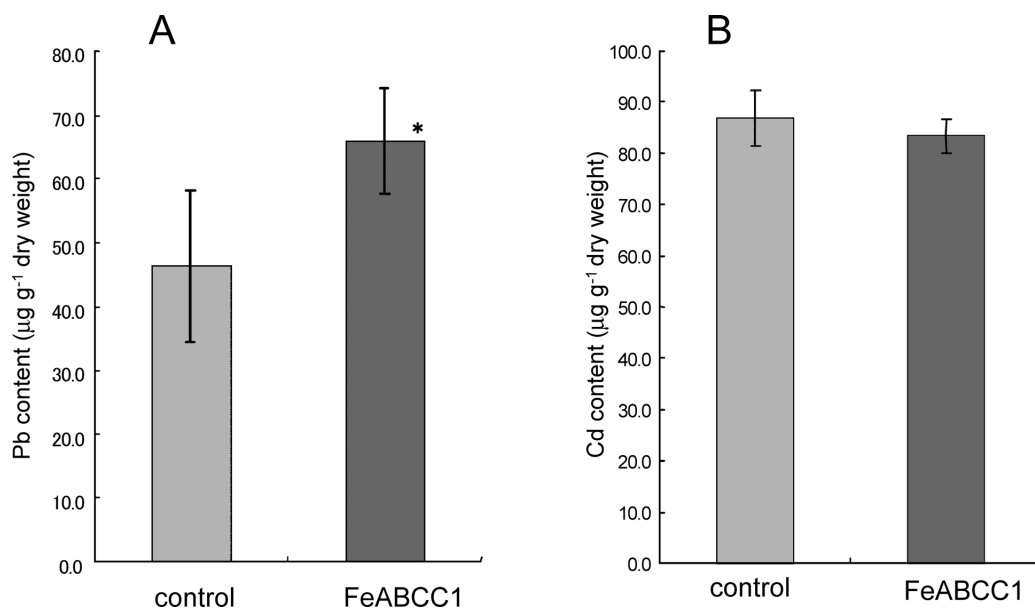 A
Pb content (µg g⁻¹ dry weight)
80.0
70.0
60.0
50.0
40.0
30.0
20.0
10.0
0.0
*
control
FeABCC1
B
Cd content (µg g⁻¹ dry weight)
100.0
90.0
80.0
70.0
60.0
50.0
40.0
30.0
20.0
10.0
0.0
control
FeABCC1